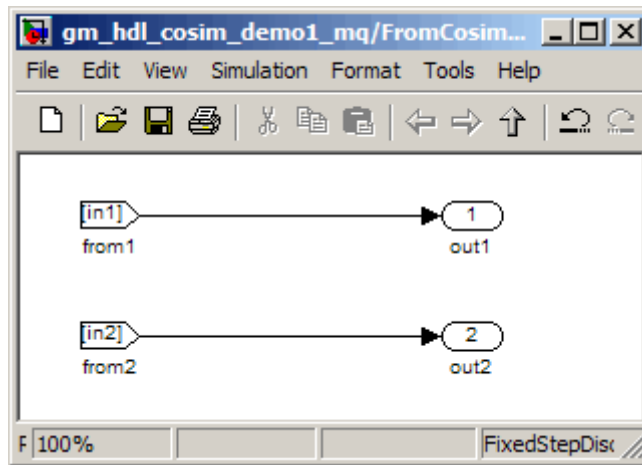 gm_hdl_cosim_demo1_mq/FromCosim...
File Edit View Simulation Format Tools Help
[in1] 1
from1 out1
[in2] 2
from2 out2
F 100% FixedStepDisc